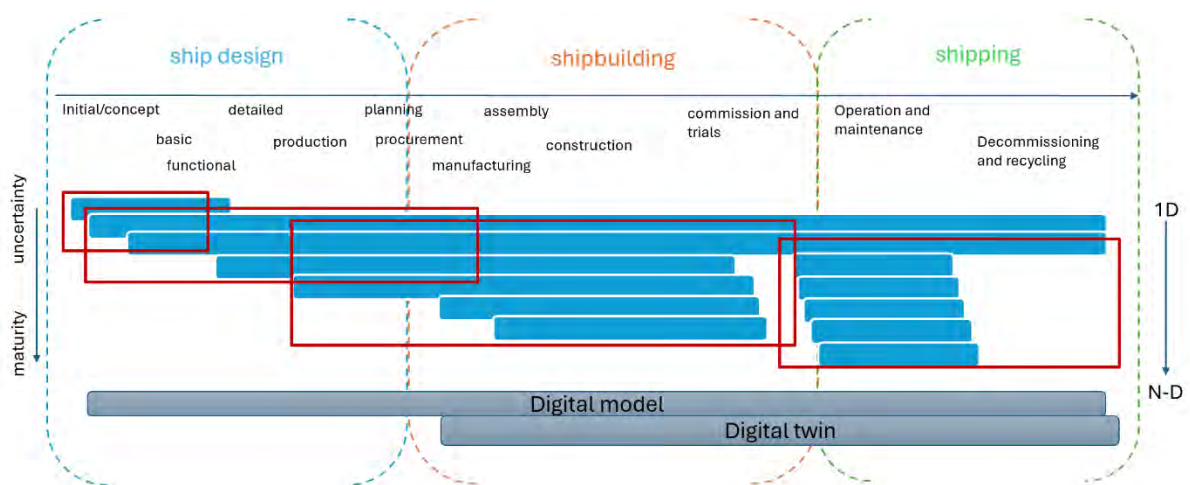 ship design
shipbuilding
shipping
Initial/concept
detailed
planning
assembly
commission and
trials
Operation and
maintenance
basic
production
procurement
construction
Decommissioning
and recycling
functional
manufacturing
uncertainty
maturity
1D
N-D
Digital model
Digital twin